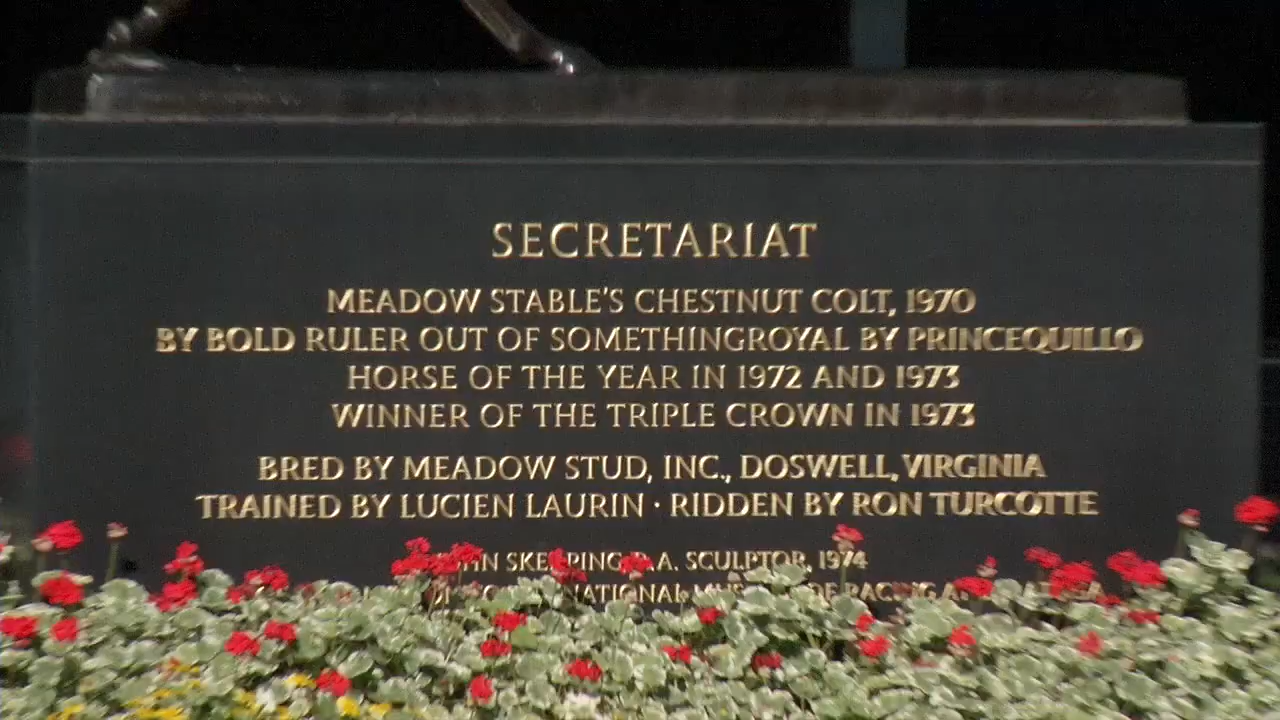 SECRETARIAT
MEADOW STABLE'S CHESTNUT COLT, 1970
BY BOLD RULER OUT OF SOMETHINGROYAL BY PRINCEQUILLO
HORSE OF THE YEAR IN 1972 AND 1973
WINNER OF THE TRIPLE CROWN IN 1973
BRED BY MEADOW STUD, INC., DOSWELL, VIRGINIA
TRAINED BY LUCIEN LAURIN · RIDDEN BY RON TURCOTTE
SCULPTOR, 1974
NATIONAL OF RACING